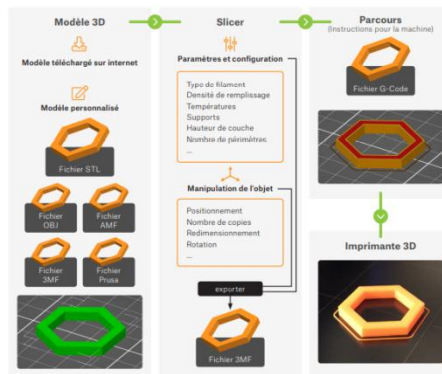 Modèle 3D
Modèle téléchargé sur internet
Modèle personnalisé
Fichier STL
Fichier OBJ
Fichier AMF
Fichier 3MF
Fichier Prusa
Slicer
Paramètres et configuration
Type de filament
Densité de remplissage
Températures
Supports
Hauteur de couche
Nombre de périmètres
...
Manipulation de l'objet
Positionnement
Nombre de copies
Redimensionnement
Rotation
...
exporter
Fichier 3MF
Parcours
(Instructions pour la machine)
Fichier G-Code
Imprimante 3D